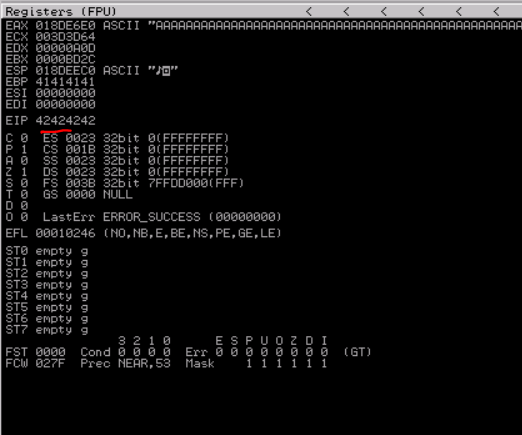 Registers (FPU) < < < < < <
EAX 018DE6E0 ASCII "AAAAAAAAAAAAAAAAAAAAAAAAAAAAAAAAAAAAAAAAAA
ECX 003D3D64
EDX 00000A0D
EBX 0000BD2C
ESP 018DEEC0 ASCII "♪◙"
EBP 41414141
ESI 00000000
EDI 00000000
EIP 42424242
C 0 ES 0023 32bit 0(FFFFFFFF)
P 1 CS 001B 32bit 0(FFFFFFFF)
A 0 SS 0023 32bit 0(FFFFFFFF)
Z 1 DS 0023 32bit 0(FFFFFFFF)
S 0 FS 003B 32bit 7FFDD000(FFF)
T 0 GS 0000 NULL
D 0
O 0 LastErr ERROR_SUCCESS (00000000)
EFL 00010246 (NO,NB,E,BE,NS,PE,GE,LE)
ST0 empty g
ST1 empty g
ST2 empty g
ST3 empty g
ST4 empty g
ST5 empty g
ST6 empty g
ST7 empty g
3 2 1 0 E S P U O Z D I
FST 0000 Cond 0 0 0 0 Err 0 0 0 0 0 0 0 0 (GT)
FCW 027F Prec NEAR,53 Mask 1 1 1 1 1 1